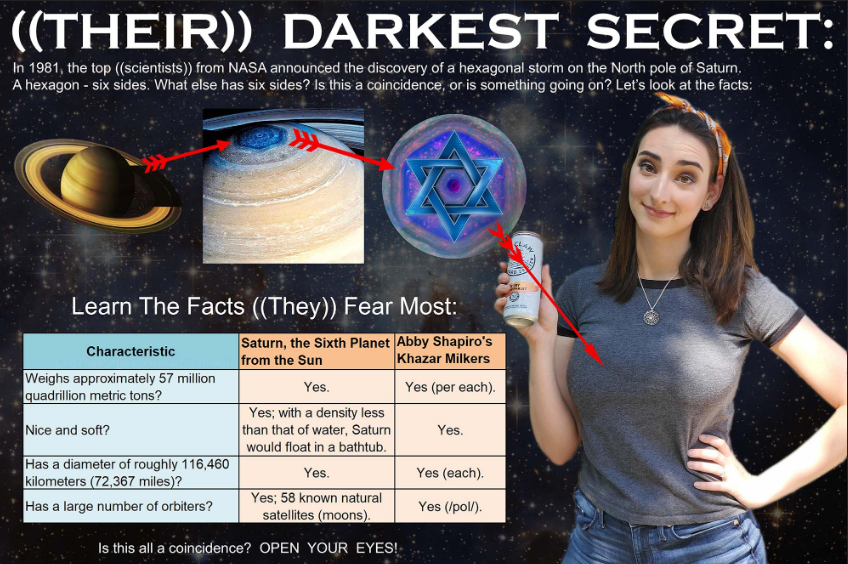 ((THEIR)) DARKEST SECRET:
In 1981, the top ((scientists)) from NASA announced the discovery of a hexagonal storm on the North pole of Saturn.
A hexagon - six sides. What else has six sides? Is this a coincidence, or is something going on? Let's look at the facts:
CLAW
Learn The Facts ((They)) Fear Most:
Characteristic
Saturn, the Sixth Planet
from the Sun
Abby Shapiro's
Khazar Milkers
Weighs approximately 57 million
quadrillion metric tons?
Yes.
Yes (per each).
Nice and soft?
Yes; with a density less
than that of water, Saturn
would float in a bathtub.
Yes.
Has a diameter of roughly 116,460
kilometers (72,367 miles)?
Yes.
Yes (each).
Has a large number of orbiters?
Yes; 58 known natural
satellites (moons).
Yes (/pol/).
Is this all a coincidence? OPEN YOUR EYES!